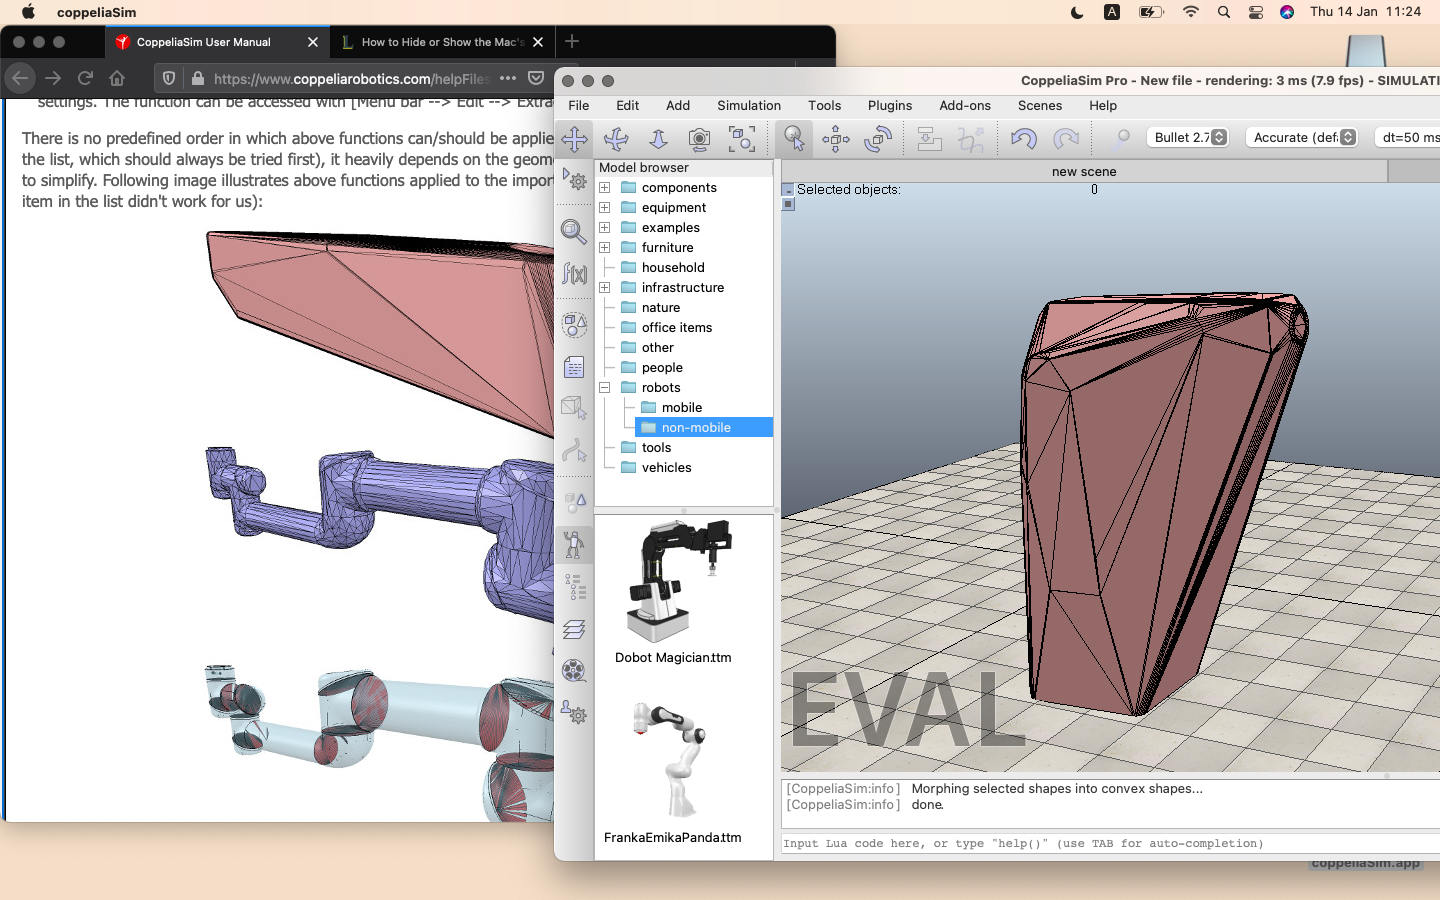 coppeliaSim
A
Thu 14 Jan 11:24
CoppeliaSim User Manual
How to Hide or Show the Mac's
https://www.coppeliarobotics.com/helpFiles
settings. The function can be accessed with [Menu bar --> Edit --> Extra
There is no predefined order in which above functions can/should be applie
the list, which should always be tried first), it heavily depends on the geom
to simplify. Following image illustrates above functions applied to the import
item in the list didn't work for us):
CoppeliaSim Pro - New file - rendering: 3 ms (7.9 fps) - SIMULATI
File Edit Add Simulation Tools Plugins Add-ons Scenes Help
Bullet 2.7 Accurate (def dt=50 ms
f(x)
Model browser
components
equipment
examples
furniture
household
infrastructure
nature
office items
other
people
robots
mobile
non-mobile
tools
vehicles
Dobot Magician.ttm
FrankaEmikaPanda.ttm
new scene
Selected objects: 0
EVAL
[CoppeliaSim:info] Morphing selected shapes into convex shapes...
[CoppeliaSim:info] done.
Input Lua code here, or type "help()" (use TAB for auto-completion)
coppeliaSim.app